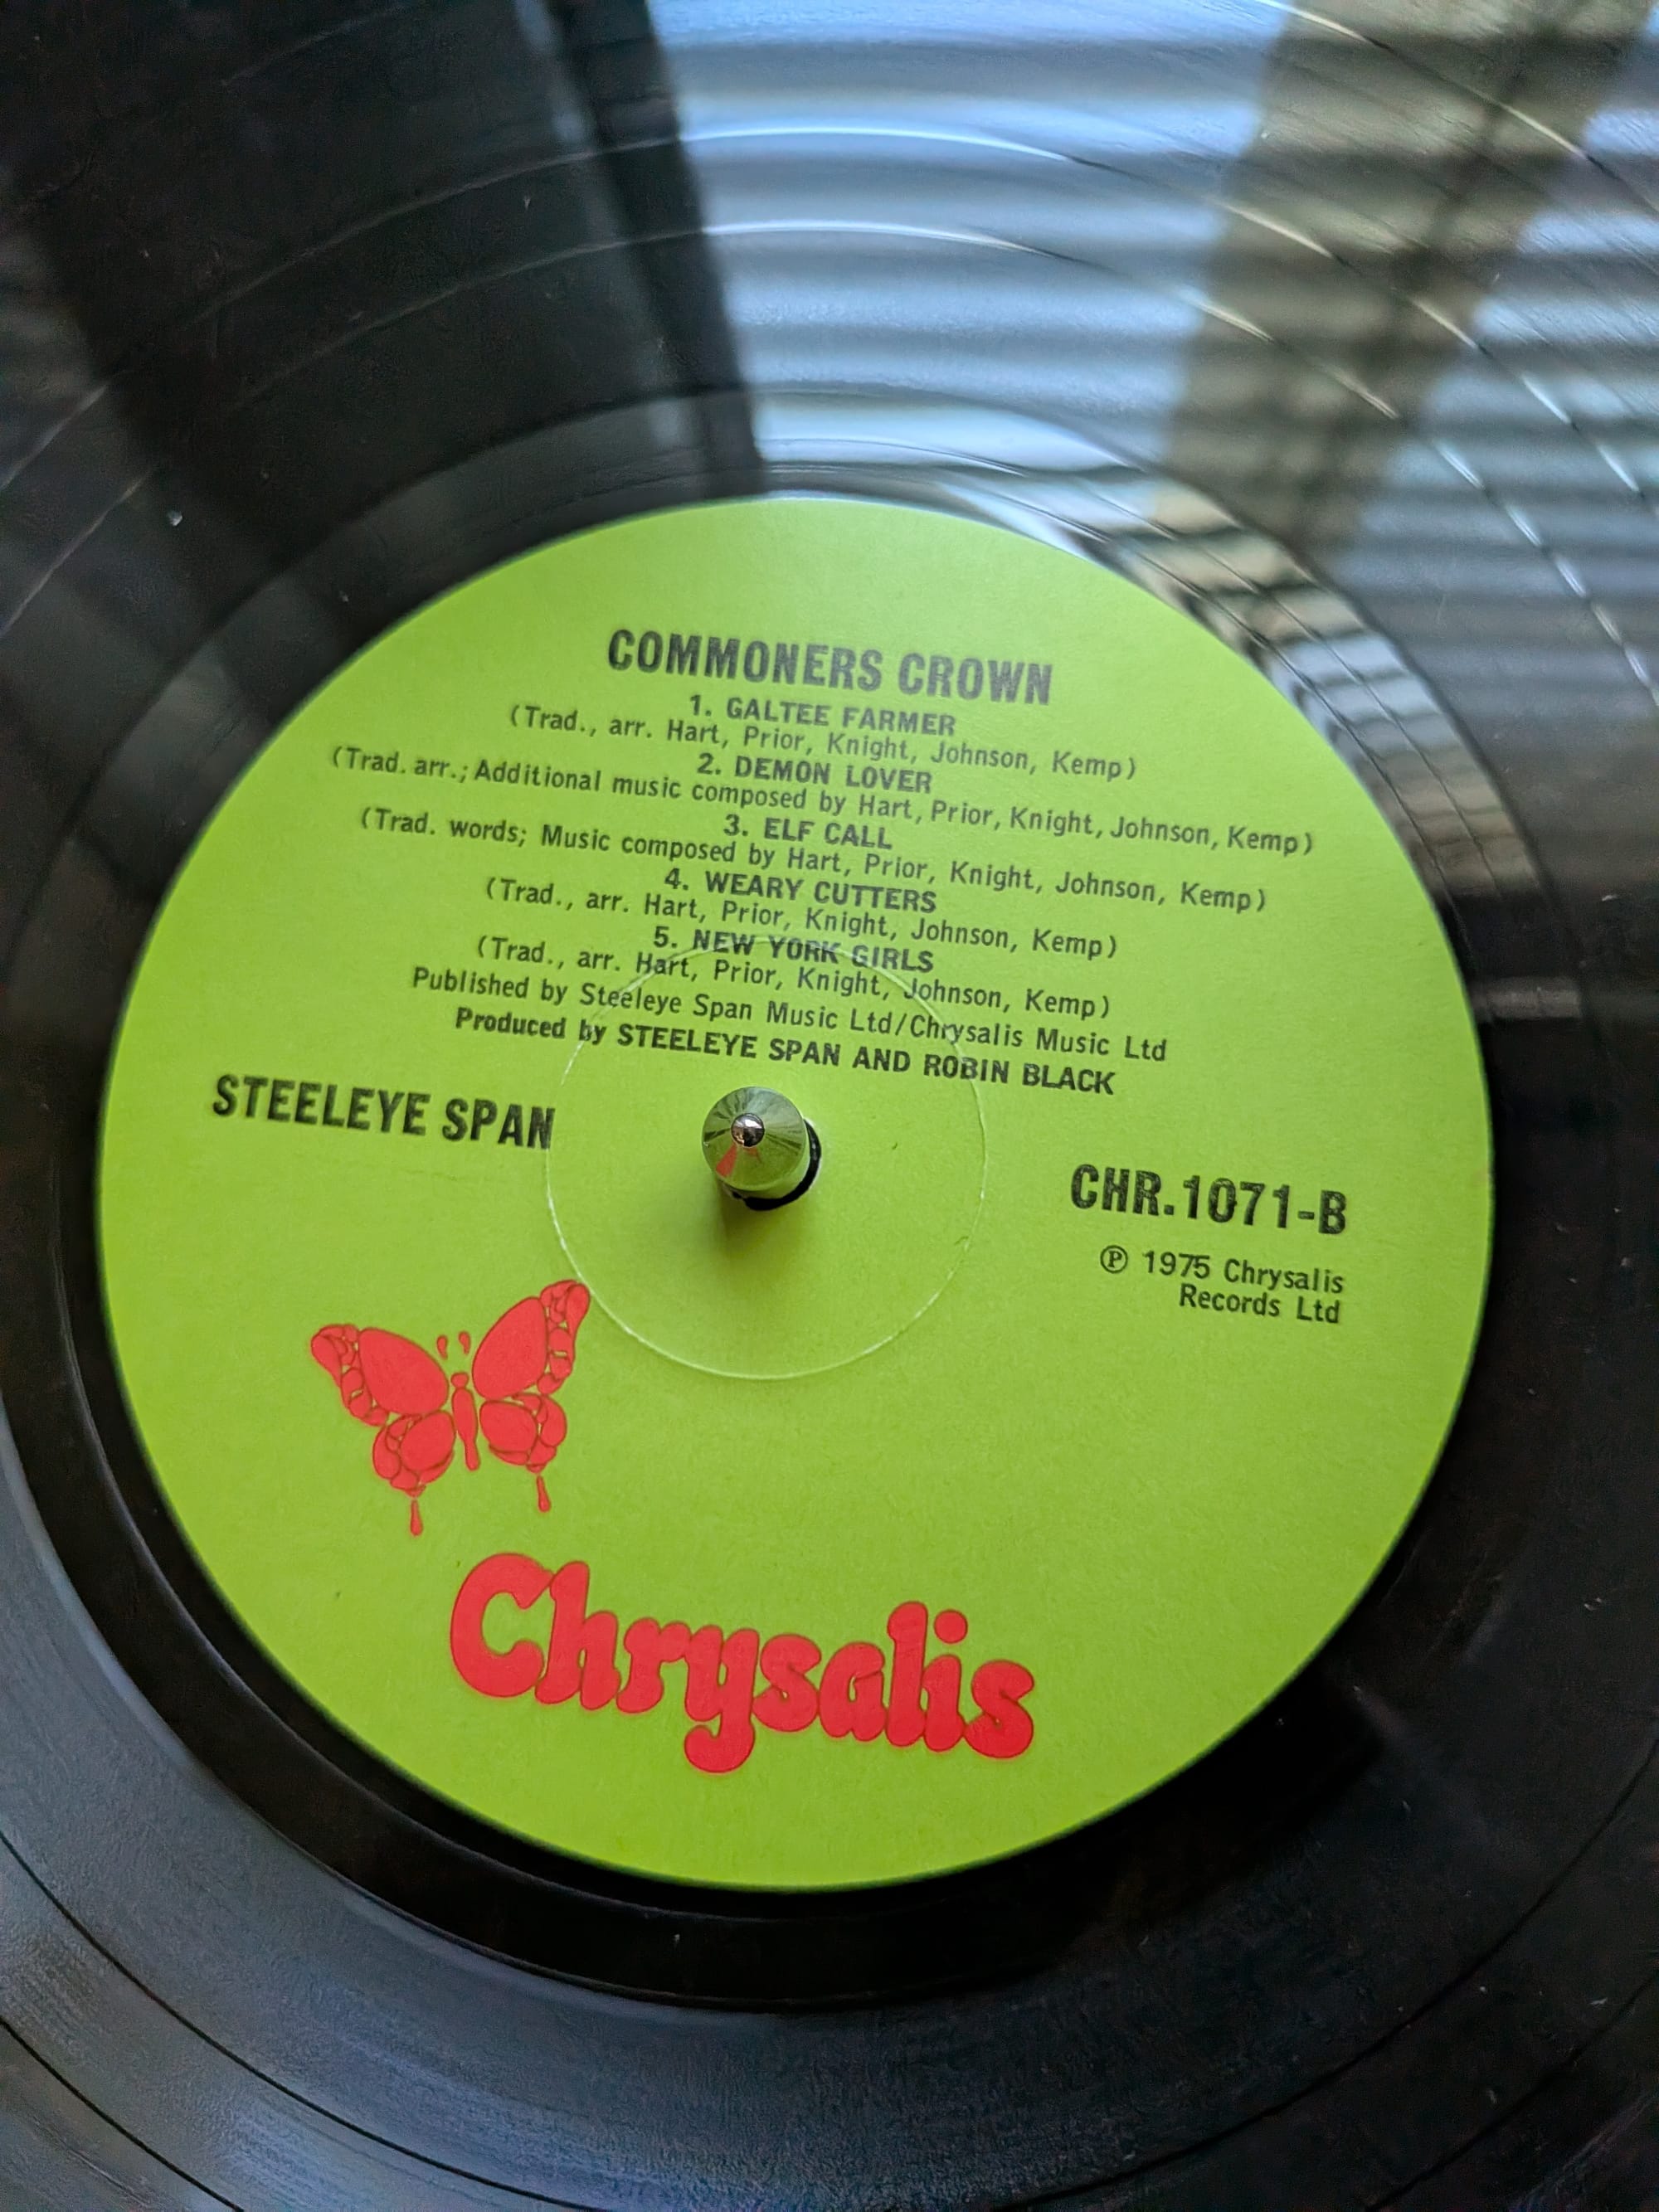 COMMONERS CROWN
1. GALTEE FARMER
(Trad., arr. Hart, Prior, Knight, Johnson, Kemp)
2. DEMON LOVER
(Trad. arr.; Additional music composed by Hart, Prior, Knight, Johnson, Kemp)
3. ELF CALL
(Trad. words; Music composed by Hart, Prior, Knight, Johnson, Kemp)
4. WEARY CUTTERS
(Trad., arr. Hart, Prior, Knight, Johnson, Kemp)
5. NEW YORK GIRLS
(Trad., arr. Hart, Prior, Knight, Johnson, Kemp)
Published by Steeleye Span Music Ltd/Chrysalis Music Ltd
Produced by STEELEYE SPAN AND ROBIN BLACK
STEELEYE SPAN
CHR.1071-B
℗ 1975 Chrysalis
Records Ltd
Chrysalis